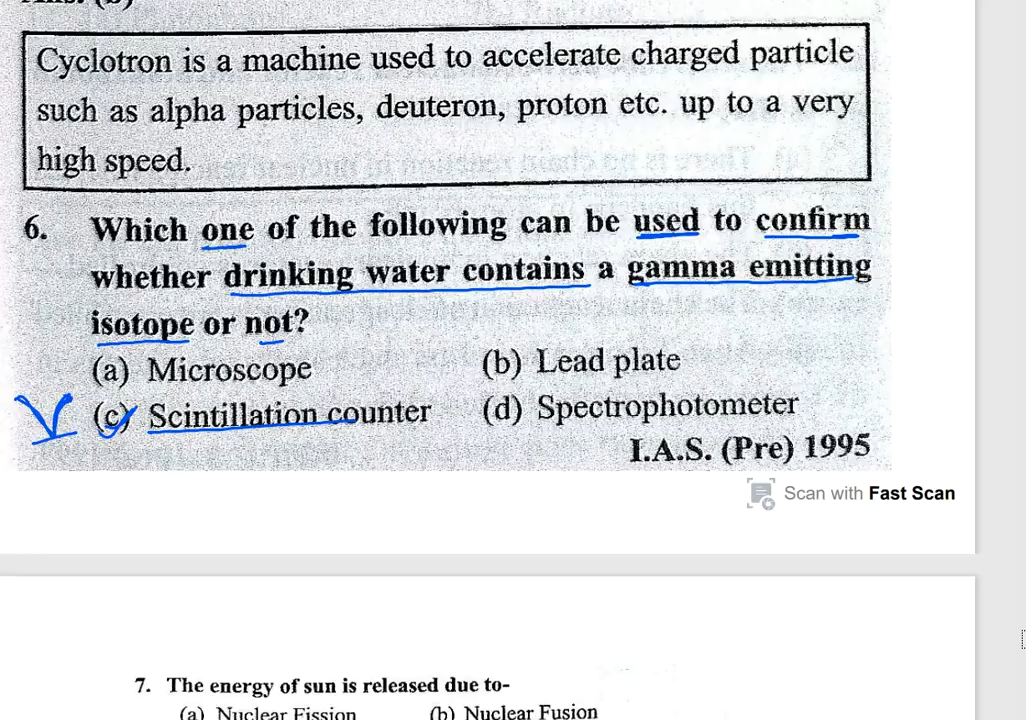 Cyclotron is a machine used to accelerate charged particle
such as alpha particles, deuteron, proton etc. up to a very
high speed.
6. Which one of the following can be used to confirm
whether drinking water contains a gamma emitting
isotope or not?
(a) Microscope (b) Lead plate
(c) Scintillation counter (d) Spectrophotometer
I.A.S. (Pre) 1995
Scan with Fast Scan
7. The energy of sun is released due to-
(a) Nuclear Fission (b) Nuclear Fusion